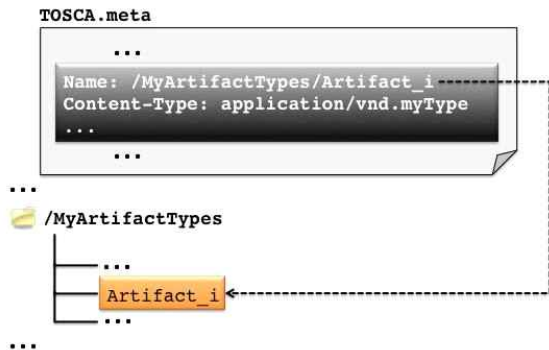 TOSCA.meta
...
Name: /MyArtifactTypes/Artifact_i
Content-Type: application/vnd.myType
...
...
...
/MyArtifactTypes
...
Artifact_i
...
...